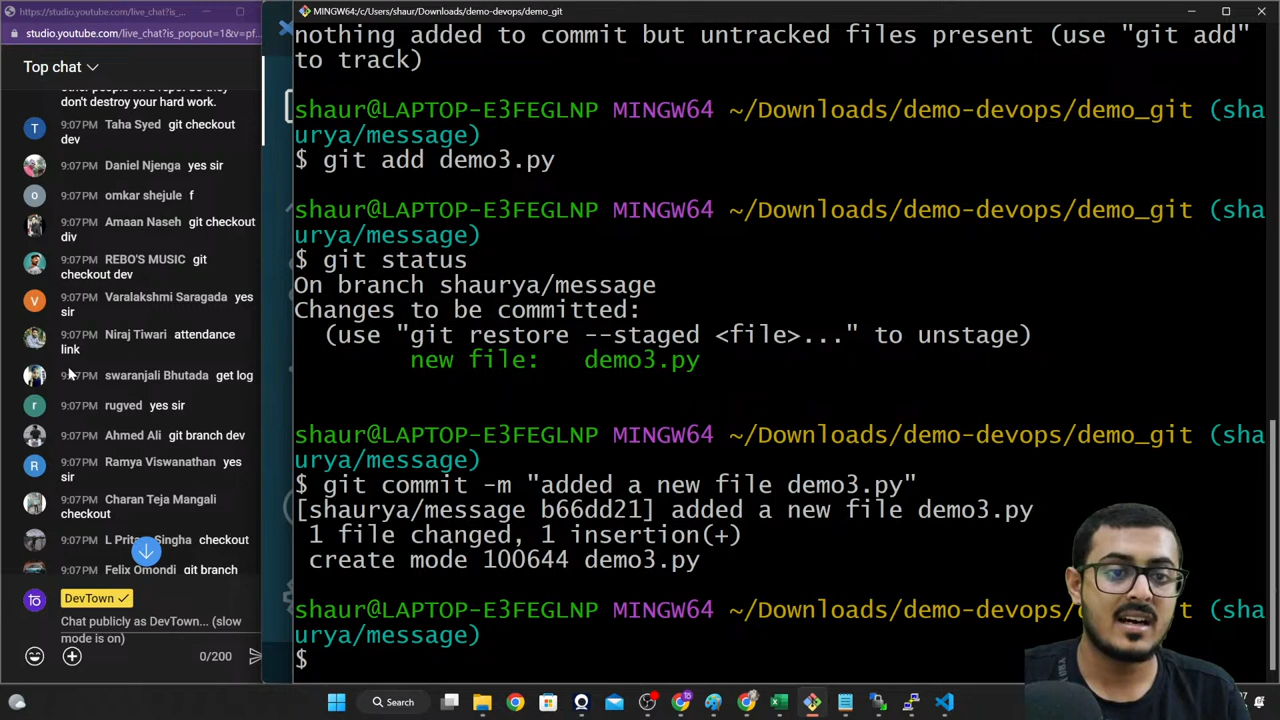 https://studio.youtube.com/live_chat?is_...
studio.youtube.com/live_chat?is_popout=1&v=pf...
Top chat
don't destroy your hard work.
T 9:07PM Taha Syed git checkout
dev
9:07PM Daniel Njenga yes sir
o 9:07PM omkar shejule f
9:07PM Amaan Naseh git checkout
div
9:07PM REBO'S MUSIC git
checkout dev
V 9:07PM Varalakshmi Saragada yes
sir
9:07PM Niraj Tiwari attendance
link
9:07PM swaranjali Bhutada get log
r 9:07PM rugved yes sir
9:07PM Ahmed Ali git branch dev
R 9:07PM Ramya Viswanathan yes
sir
9:07PM Charan Teja Mangali
checkout
9:07PM L Singha checkout
9:07PM Felix Omondi git branch
DevTown
Chat publicly as DevTown... (slow
mode is on)
0/200
MINGW64:/c/Users/shaur/Downloads/demo-devops/demo_git
nothing added to commit but untracked files present (use "git add"
to track)
shaur@LAPTOP-E3FEGLNP MINGW64 ~/Downloads/demo-devops/demo_git (sha
urya/message)
$ git add demo3.py
shaur@LAPTOP-E3FEGLNP MINGW64 ~/Downloads/demo-devops/demo_git (sha
urya/message)
$ git status
On branch shaurya/message
Changes to be committed:
(use "git restore --staged <file>..." to unstage)
new file: demo3.py
shaur@LAPTOP-E3FEGLNP MINGW64 ~/Downloads/demo-devops/demo_git (sha
urya/message)
$ git commit -m "added a new file demo3.py"
[shaurya/message b66dd21] added a new file demo3.py
1 file changed, 1 insertion(+)
create mode 100644 demo3.py
shaur@LAPTOP-E3FEGLNP MINGW64 ~/Downloads/demo-devops/demo_git (sha
urya/message)
$
Search